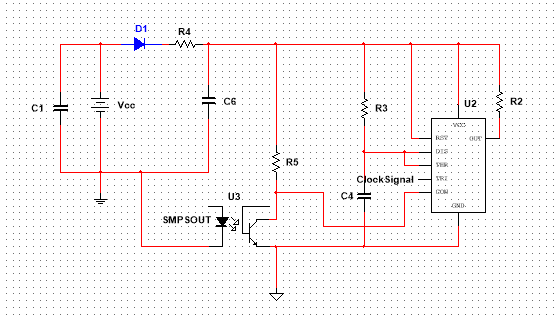 D1
R4
C1
Vcc
C6
R3
U2
R2
VCC
RST
OUT
DIS
THR
R5
ClockSignal
TRI
CON
C4
U3
SMPSOUT
GND